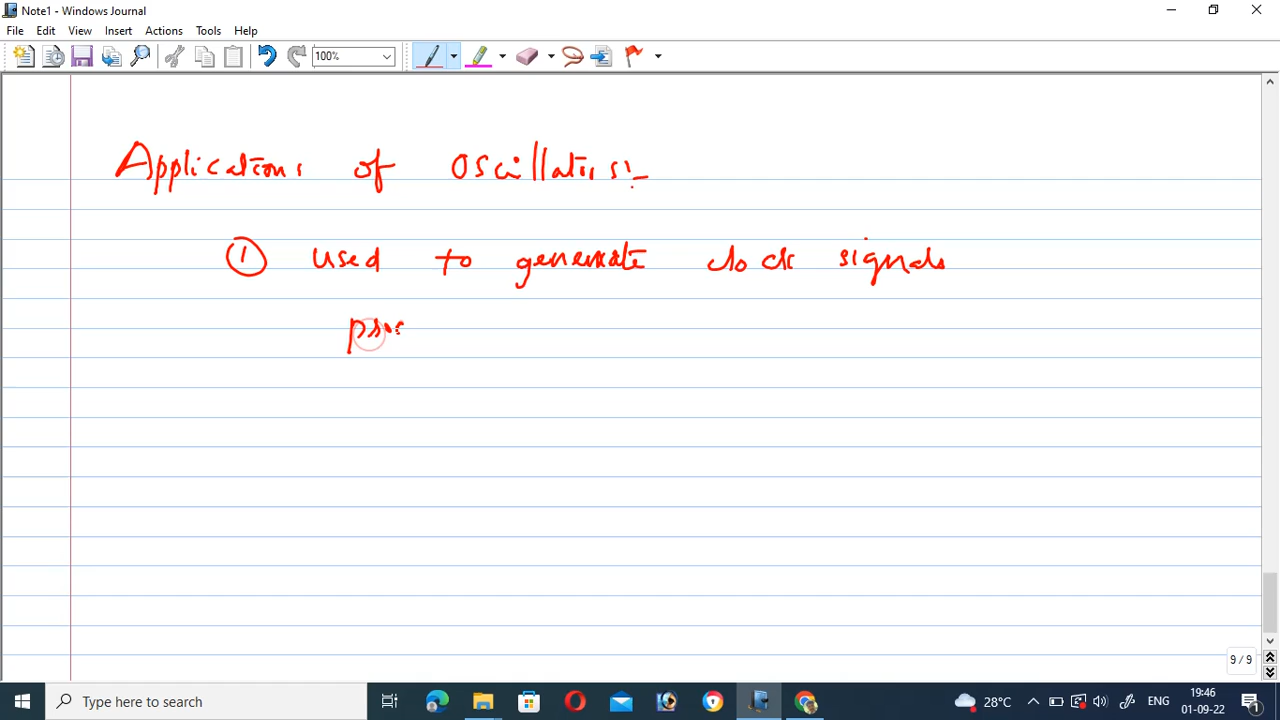 Note1 - Windows Journal
File Edit View Insert Actions Tools Help
100%
Applications of Oscillators:-
① used to generate clock signals
9 / 9
Type here to search
28°C
ENG
19:46
01-09-22
1